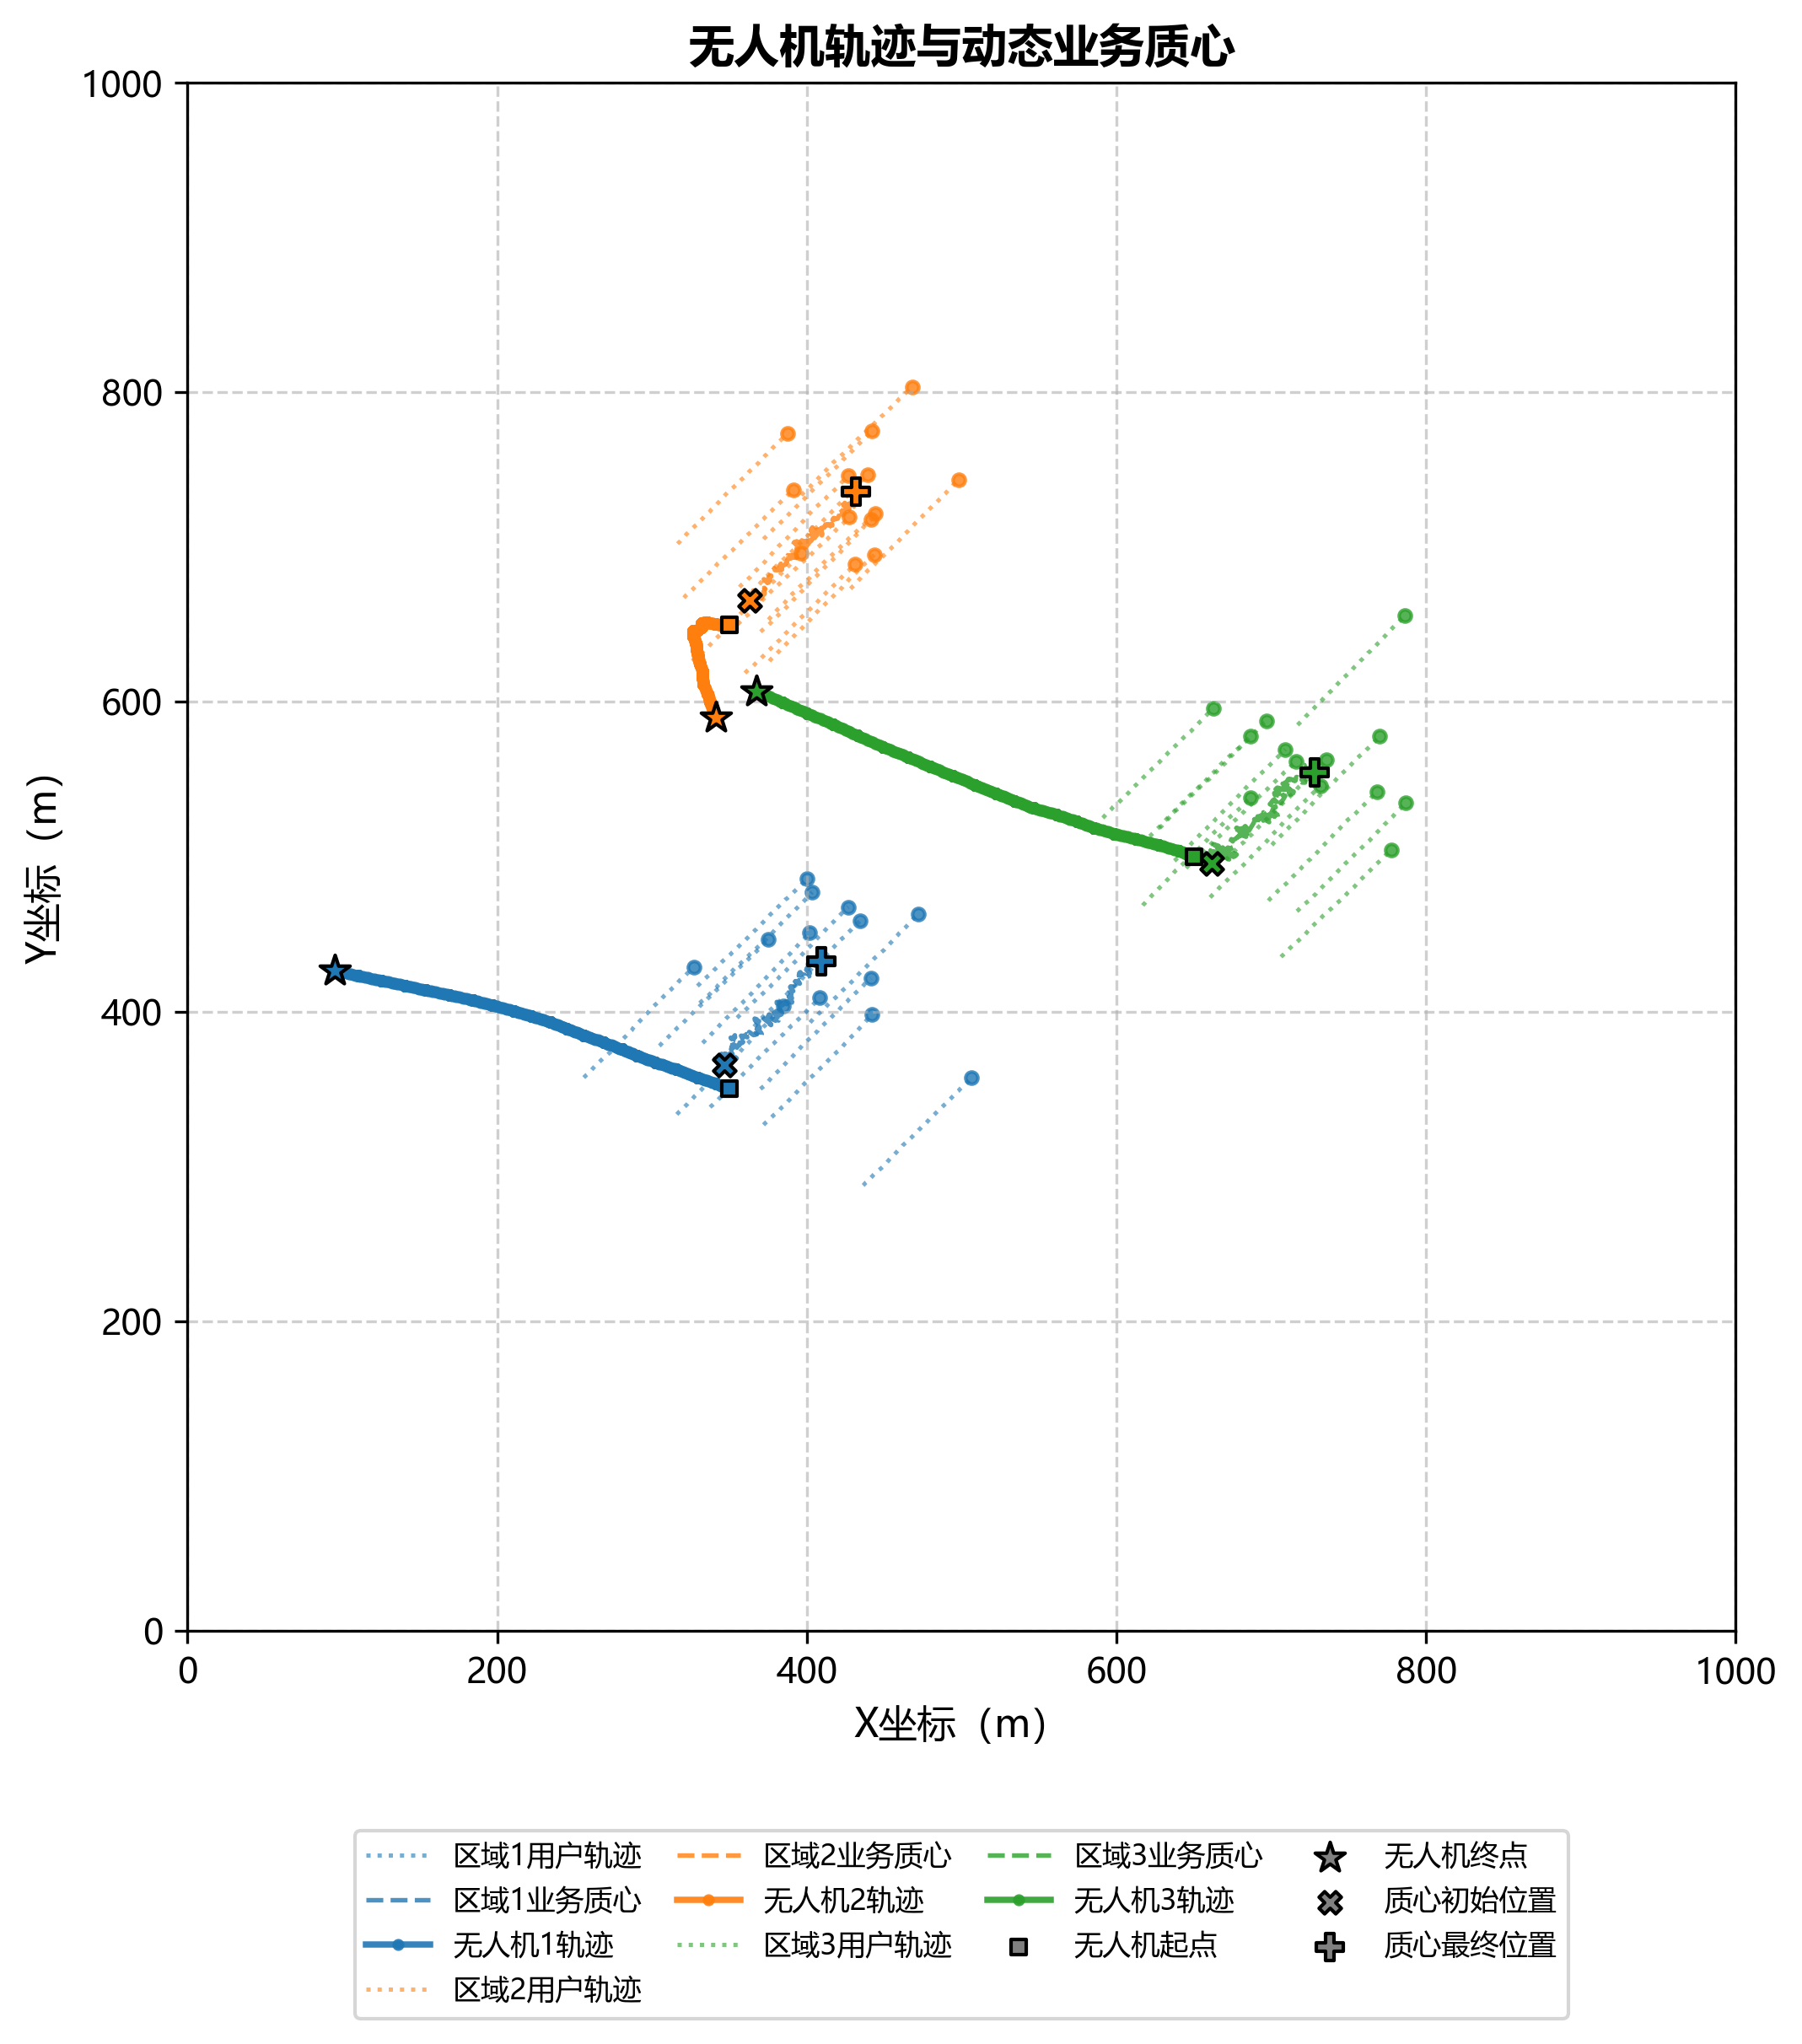 无人机轨迹与动态业务质心
1000
800
600
400
200
0
Y坐标（m）
0 200 400 600 800 1000
X坐标（m）
区域1用户轨迹 区域2业务质心 区域3业务质心 无人机终点
区域1业务质心 无人机2轨迹 无人机3轨迹 质心初始位置
无人机1轨迹 区域3用户轨迹 无人机起点 质心最终位置
区域2用户轨迹